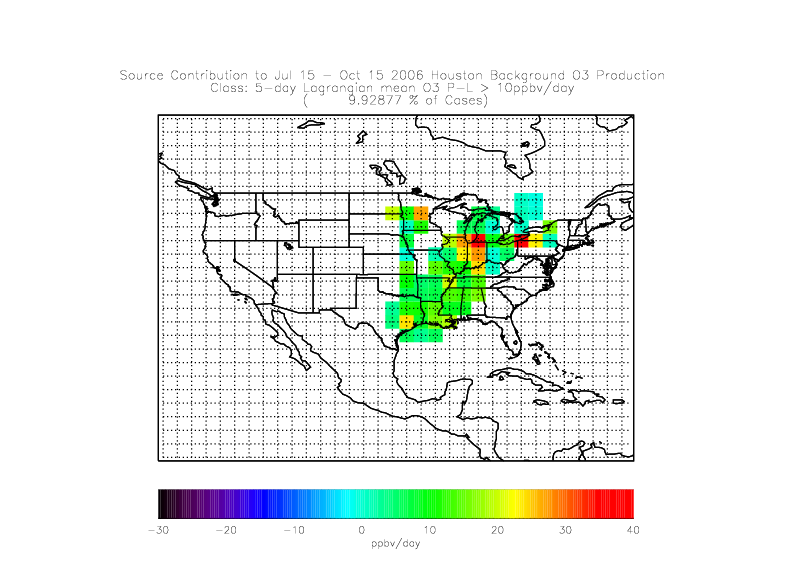 Source Contribution to Jul 15 - Oct 15 2006 Houston Background O3 Production
Class: 5-day Lagrangian mean O3 P-L > 10ppbv/day
( 9.92877 % of Cases)
-30 -20 -10 0 10 20 30 40
ppbv/day